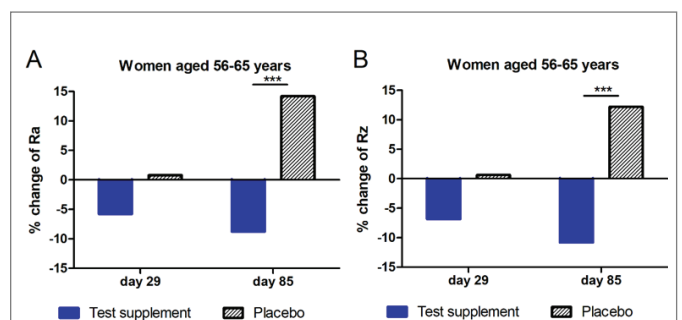 A
Women aged 56-65 years
***
% change of Ra
15
10
5
0
-5
-10
-15
day 29
day 85
Test supplement
Placebo
B
Women aged 56-65 years
***
% change of Rz
15
10
5
0
-5
-10
-15
day 29
day 85
Test supplement
Placebo